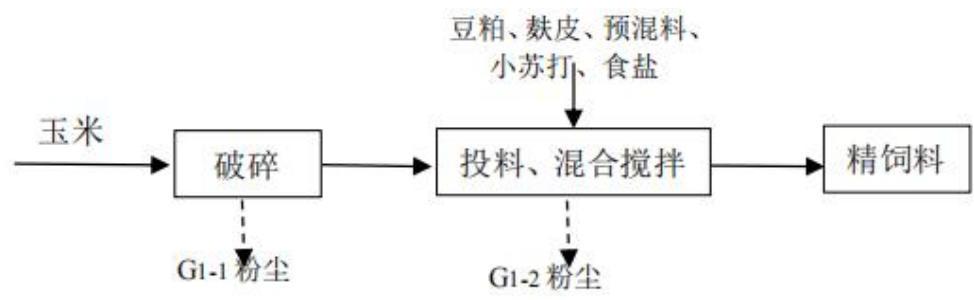 豆粕、麸皮、预混料、
小苏打、食盐
玉米
破碎
投料、混合搅拌
精饲料
G1-1 粉尘
G1-2 粉尘